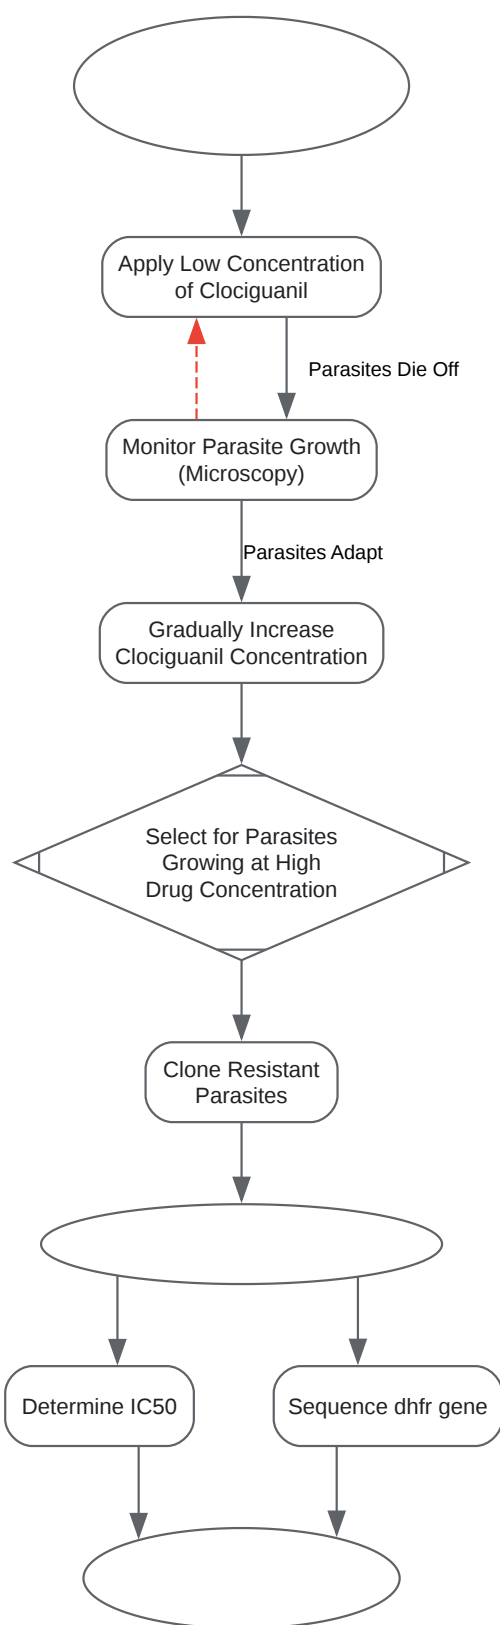 Apply Low Concentration
of Clociguanil
Parasites Die Off
Monitor Parasite Growth
(Microscopy)
Parasites Adapt
Gradually Increase
Clociguanil Concentration
Select for Parasites
Growing at High
Drug Concentration
Clone Resistant
Parasites
Determine IC50
Sequence dhfr gene